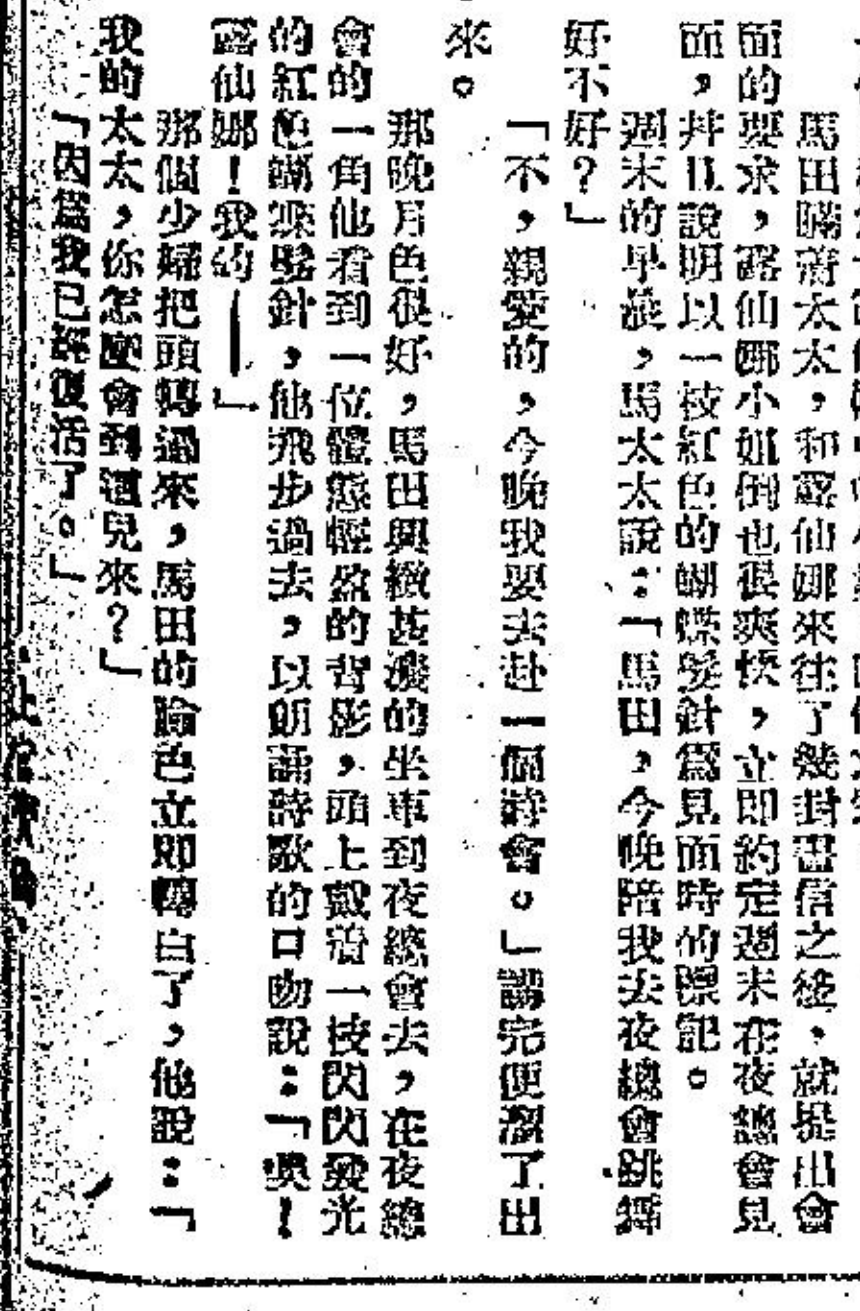 馬田瞞著太太,和露仙娜來往了幾封書信之後,就提出會
面的要求,露仙娜小姐倒也很爽快,立即約定週末在夜總會見
面,并且說明以一枝紅色的蝴蝶髮針爲見面時的標記。
週末的早晨,馬太太說:「馬田,今晚陪我去夜總會跳舞
好不好?」
「不,親愛的,今晚我要去赴一個詩會。」講完便溜了出
來。
那晚月色很好,馬田興緻甚濃的坐車到夜總會去,在夜總
會的一角他看到一位體態輕盈的背影,頭上戴着一枝閃閃發光
的紅色蝴蝶髮針,他飛步過去,以朗誦詩歌的口吻說:「噢!
露仙娜!我的——」
那個少婦把頭轉過來,馬田的臉色立即轉白了,他說:「
我的太太,你怎麼會到這兒來?」
「因爲我已經復活了。」